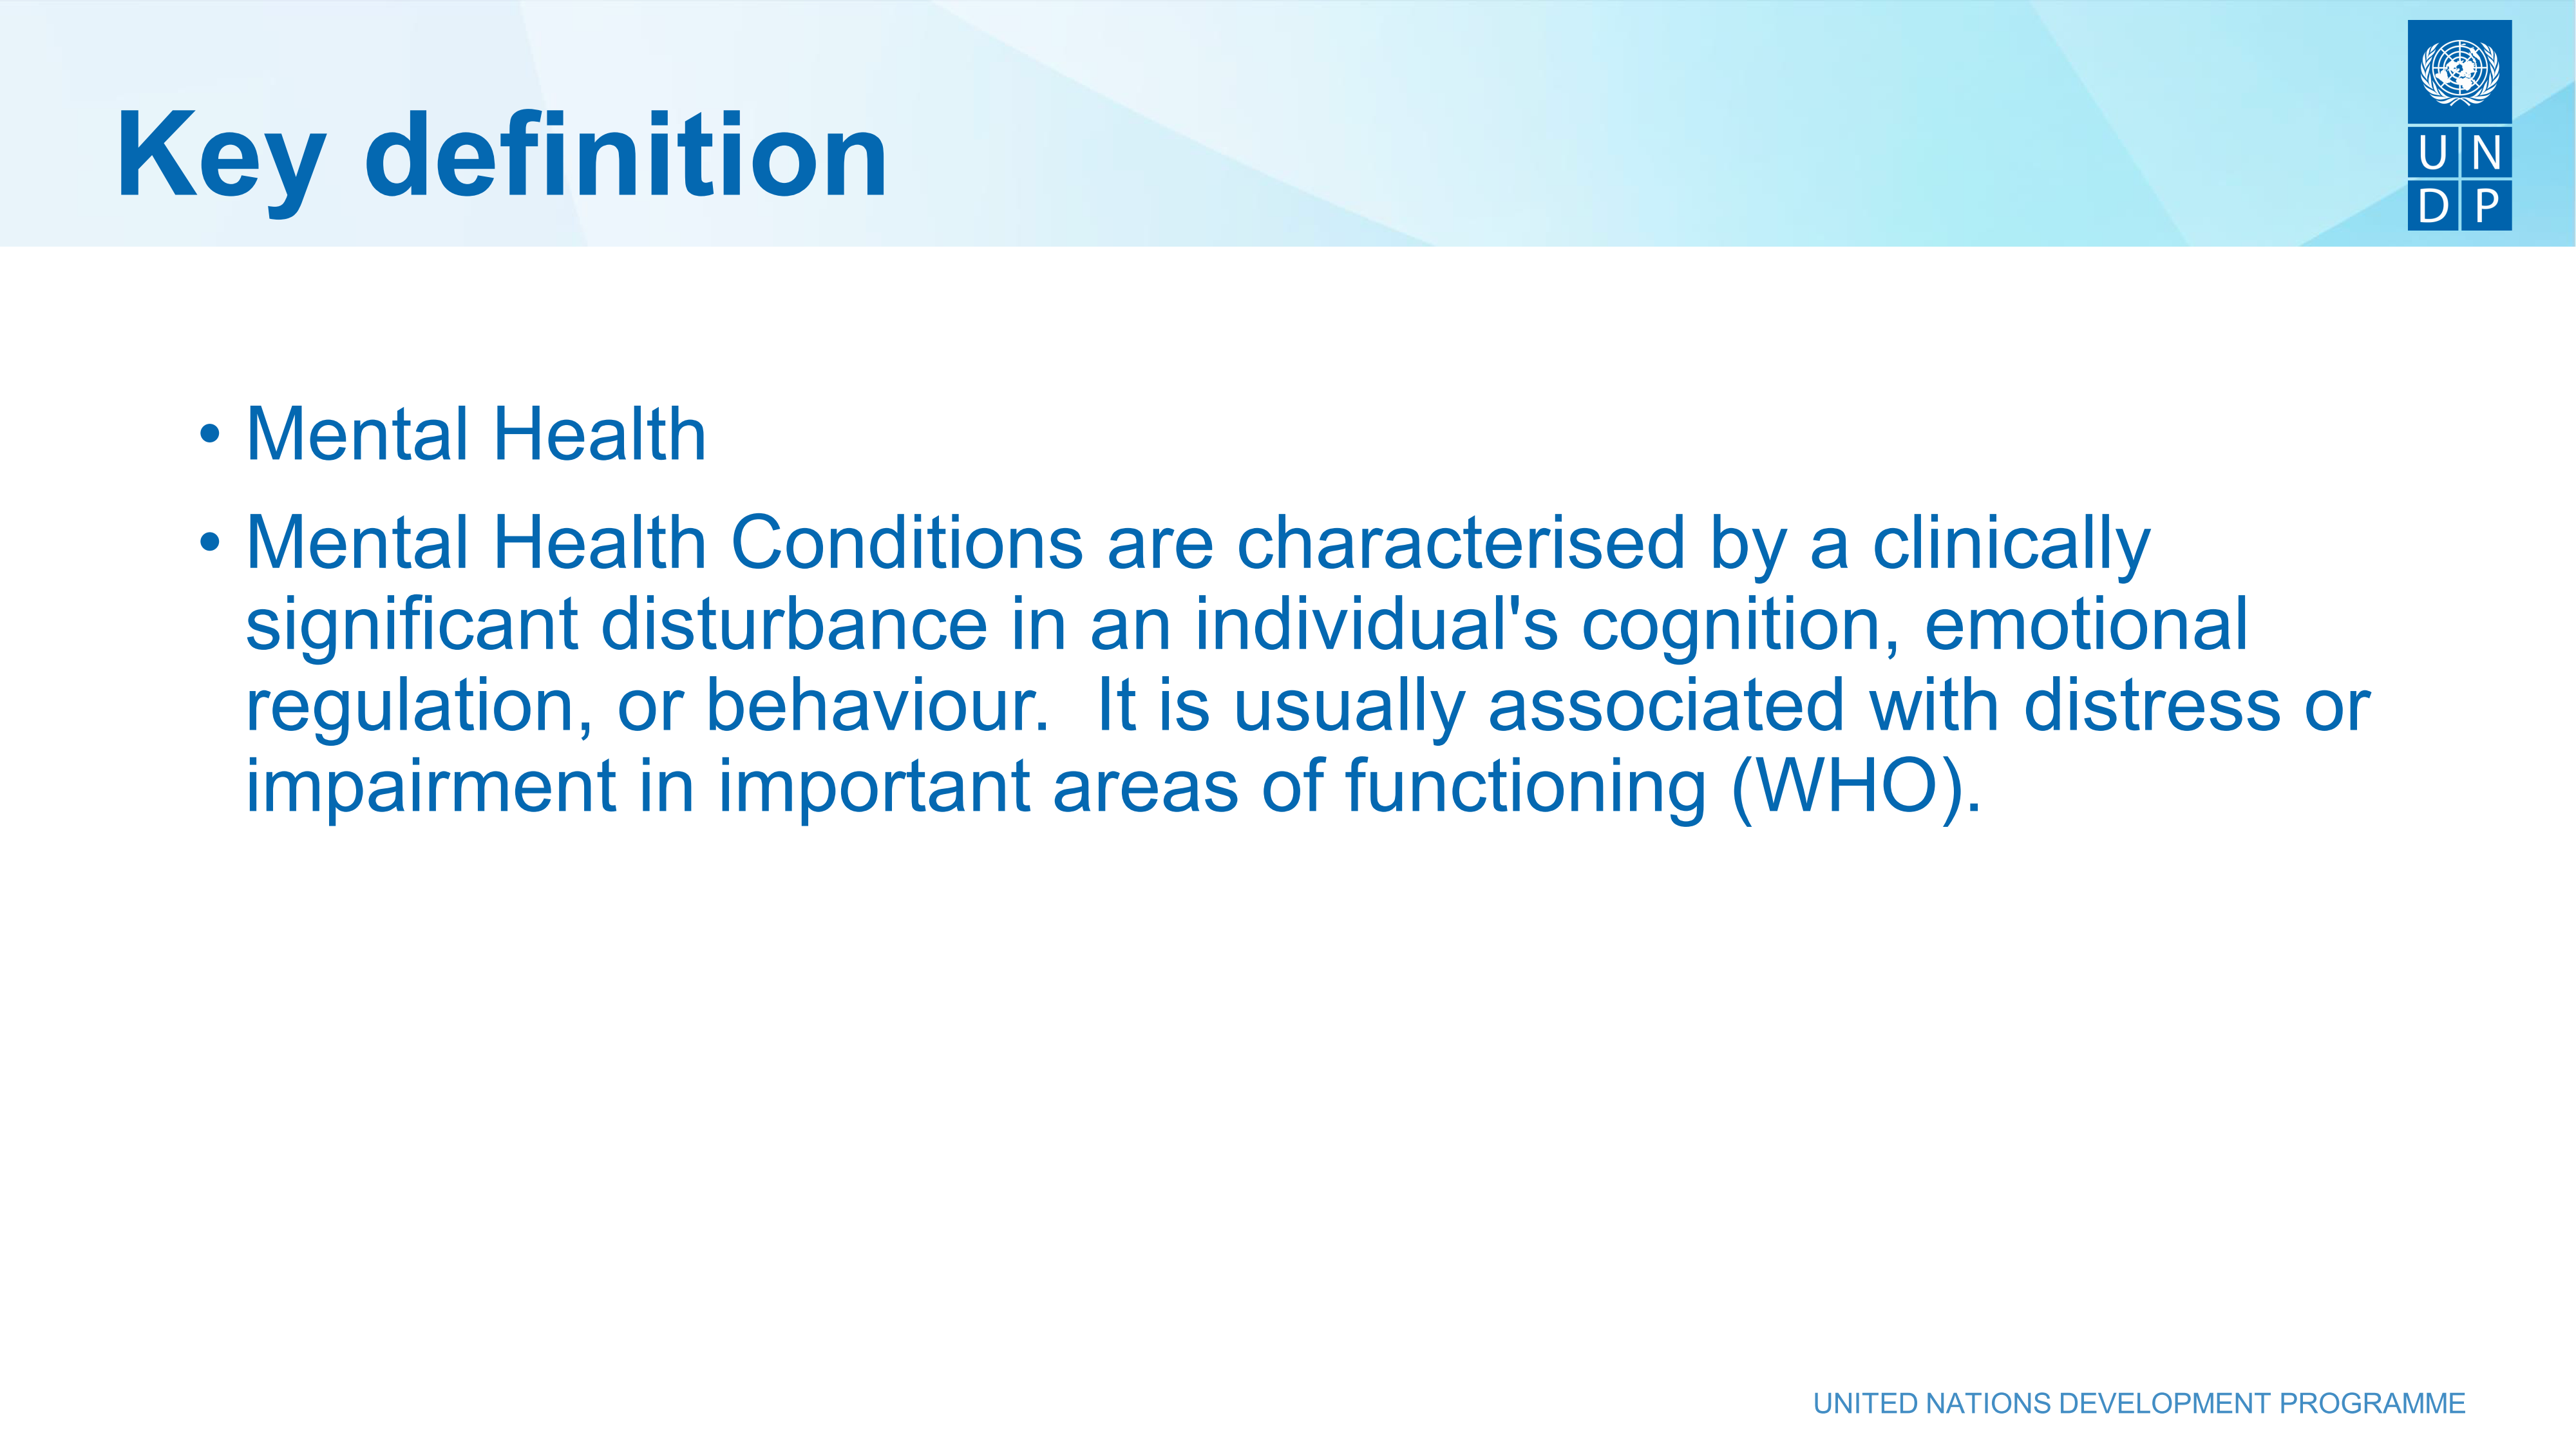 Key definition
U N
D P
• Mental Health
• Mental Health Conditions are characterised by a clinically
significant disturbance in an individual's cognition, emotional
regulation, or behaviour.  It is usually associated with distress or
impairment in important areas of functioning (WHO).
UNITED NATIONS DEVELOPMENT PROGRAMME